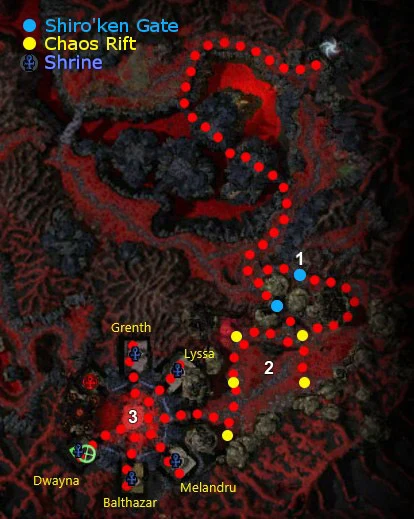 Shiro'ken Gate
Chaos Rift
Shrine
1
Grenth
Lyssa
2
3
Dwayna
Melandru
Balthazar